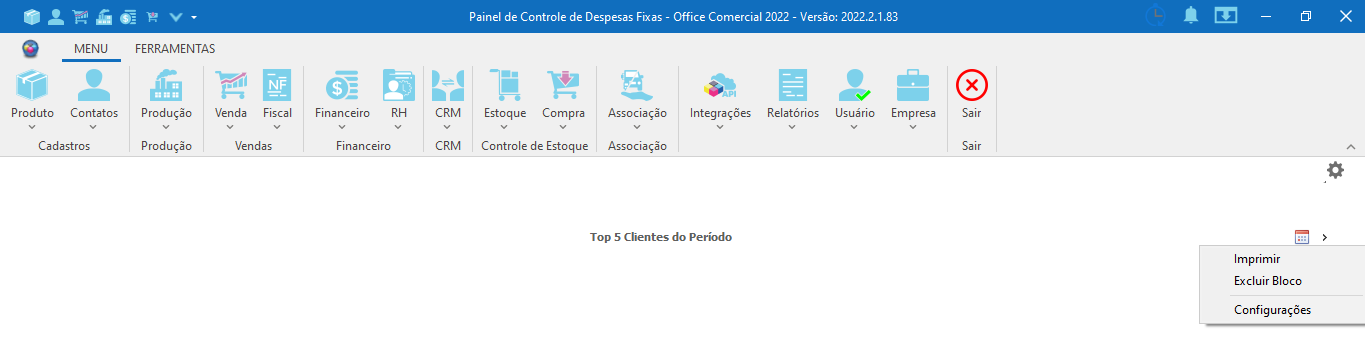 Painel de Controle de Despesas Fixas - Office Comercial 2022 - Versão: 2022.2.1.83
MENU FERRAMENTAS
Produto Contatos Produção Venda Fiscal Financeiro RH CRM Estoque Compra Associação Integrações Relatórios Usuário Empresa Sair
Cadastros Produção Vendas Financeiro CRM Controle de Estoque Associação Sair
NF
API
Top 5 Clientes do Período
Imprimir
Excluir Bloco
Configurações